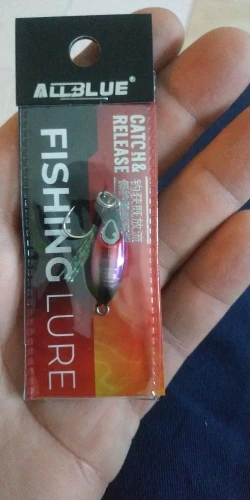 ALLBLUE
CATCH&
RELEASE
FISHING LURE